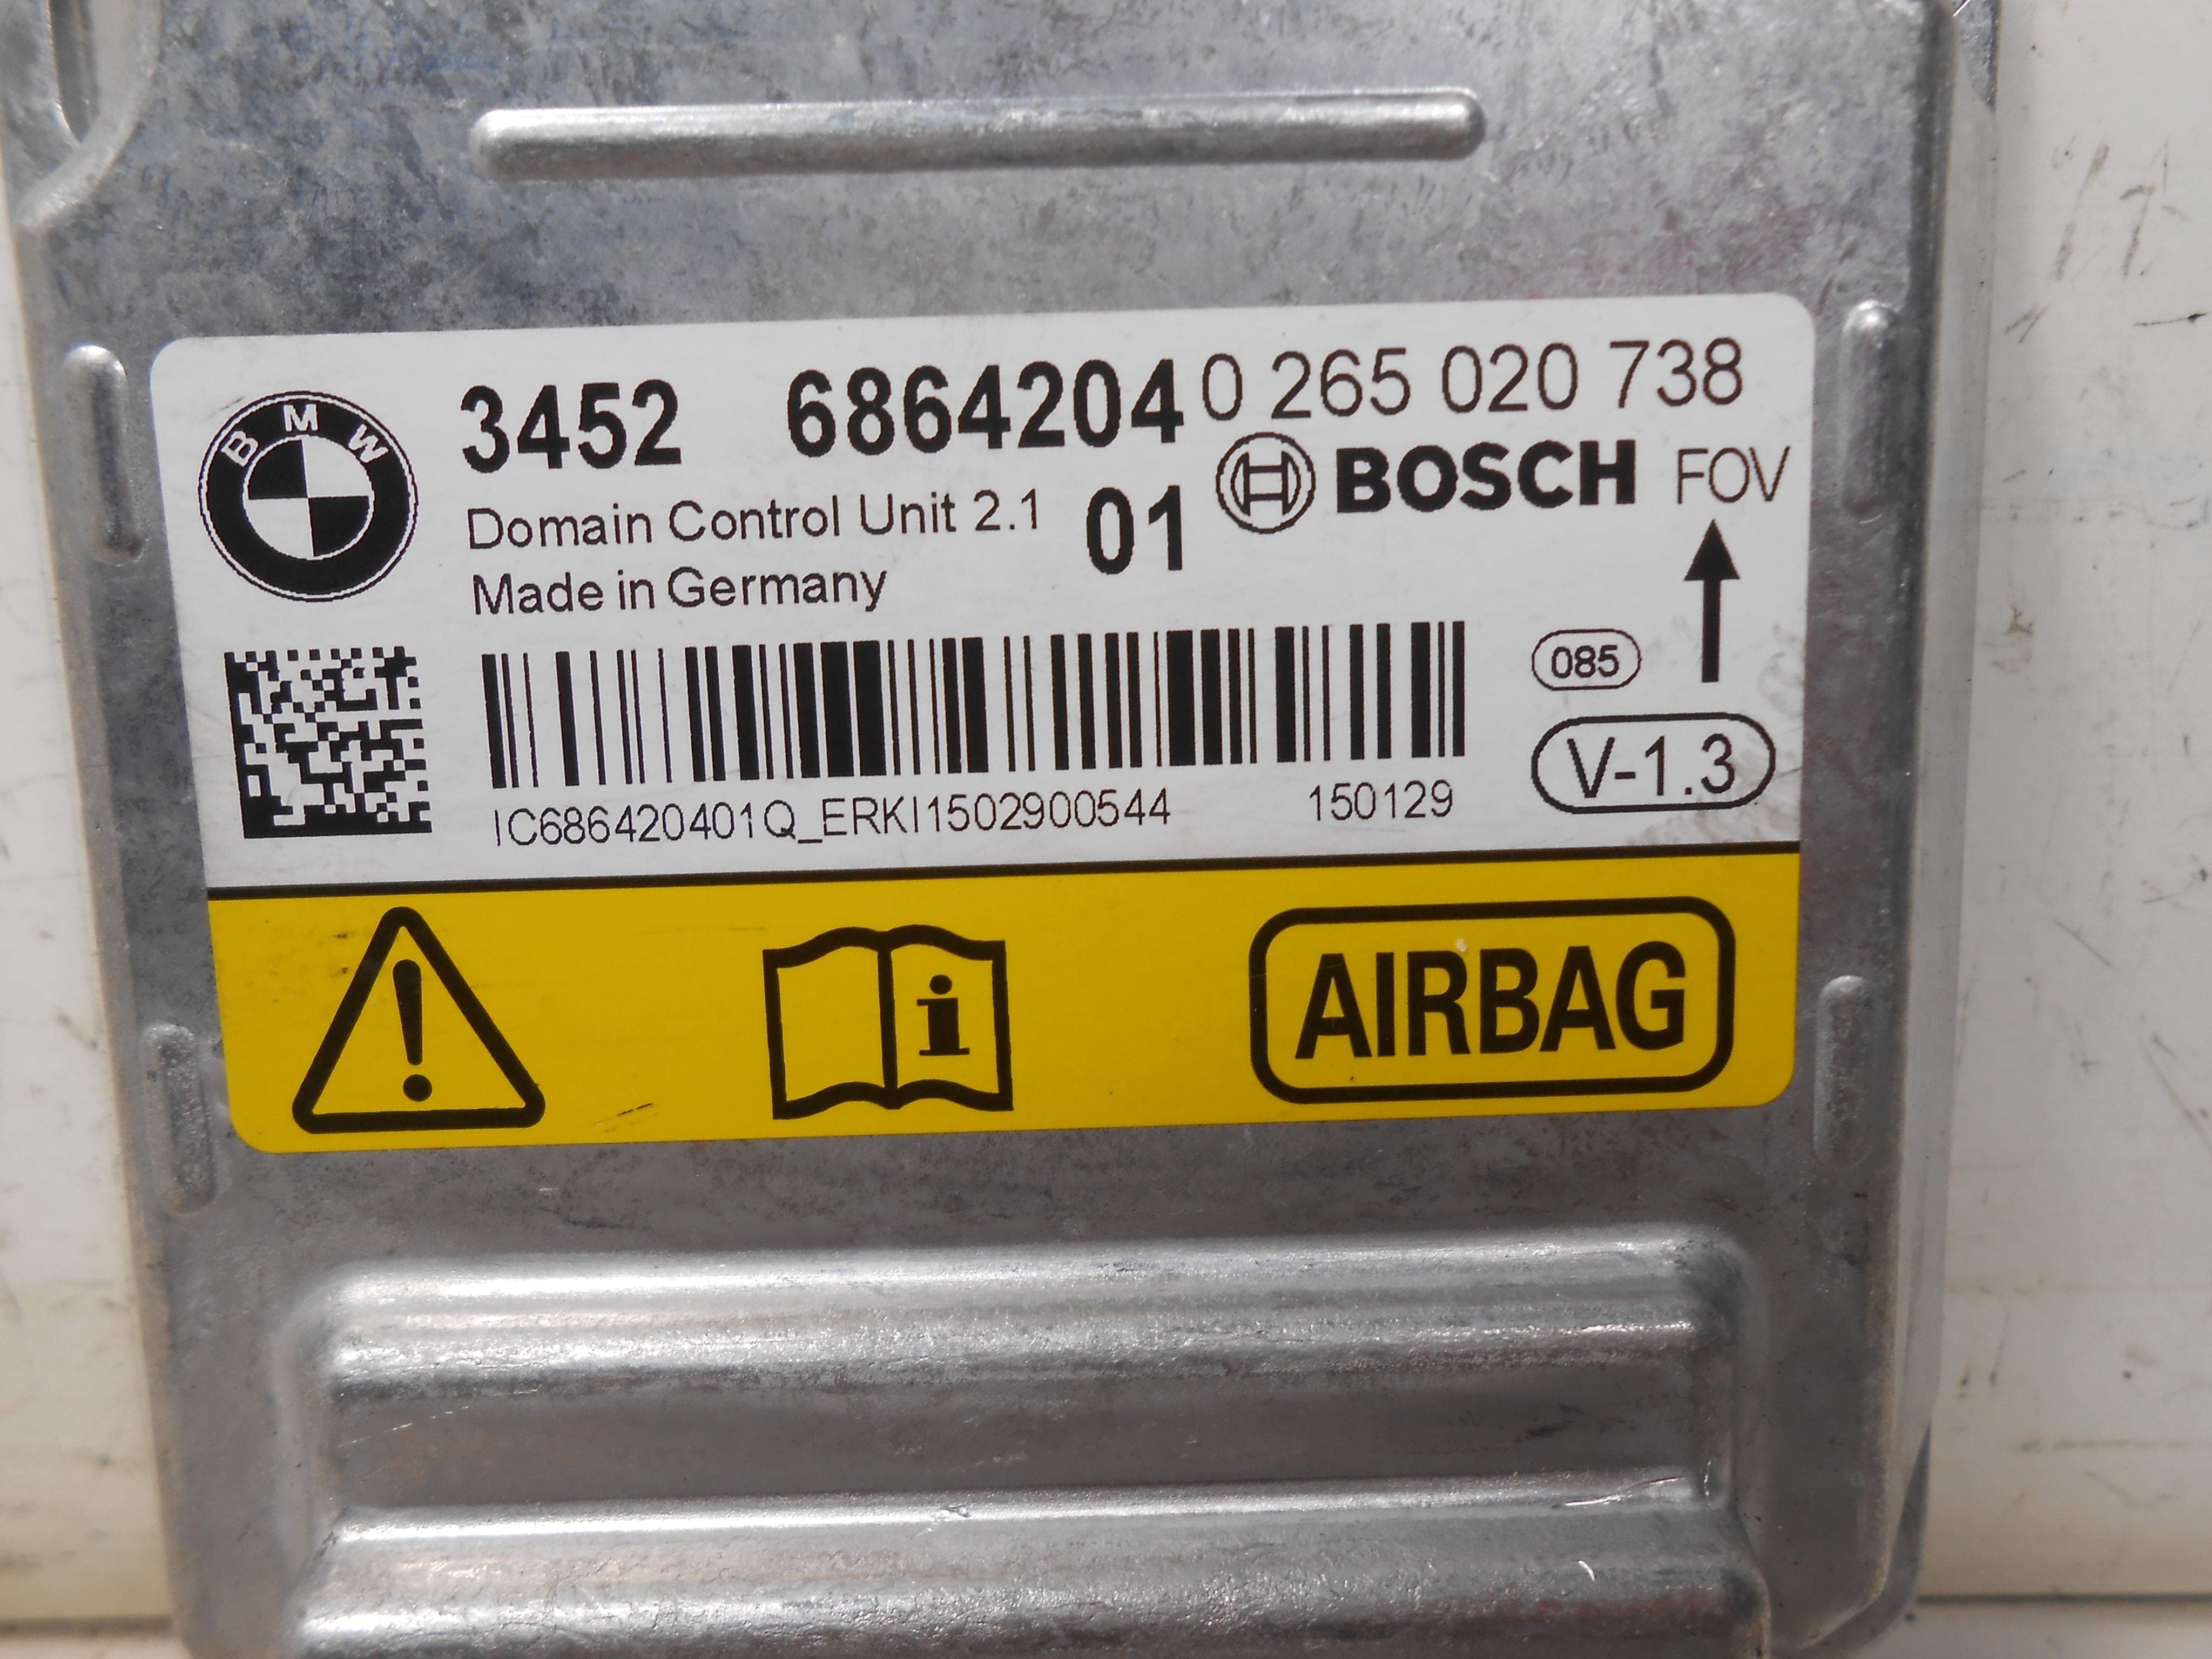 BMW
3452 6864204
0 265 020 738
Domain Control Unit 2.1
01
BOSCH
FOV
Made in Germany
085
V-1.3
IC686420401Q_ERKI1502900544
150129
!
i
AIRBAG